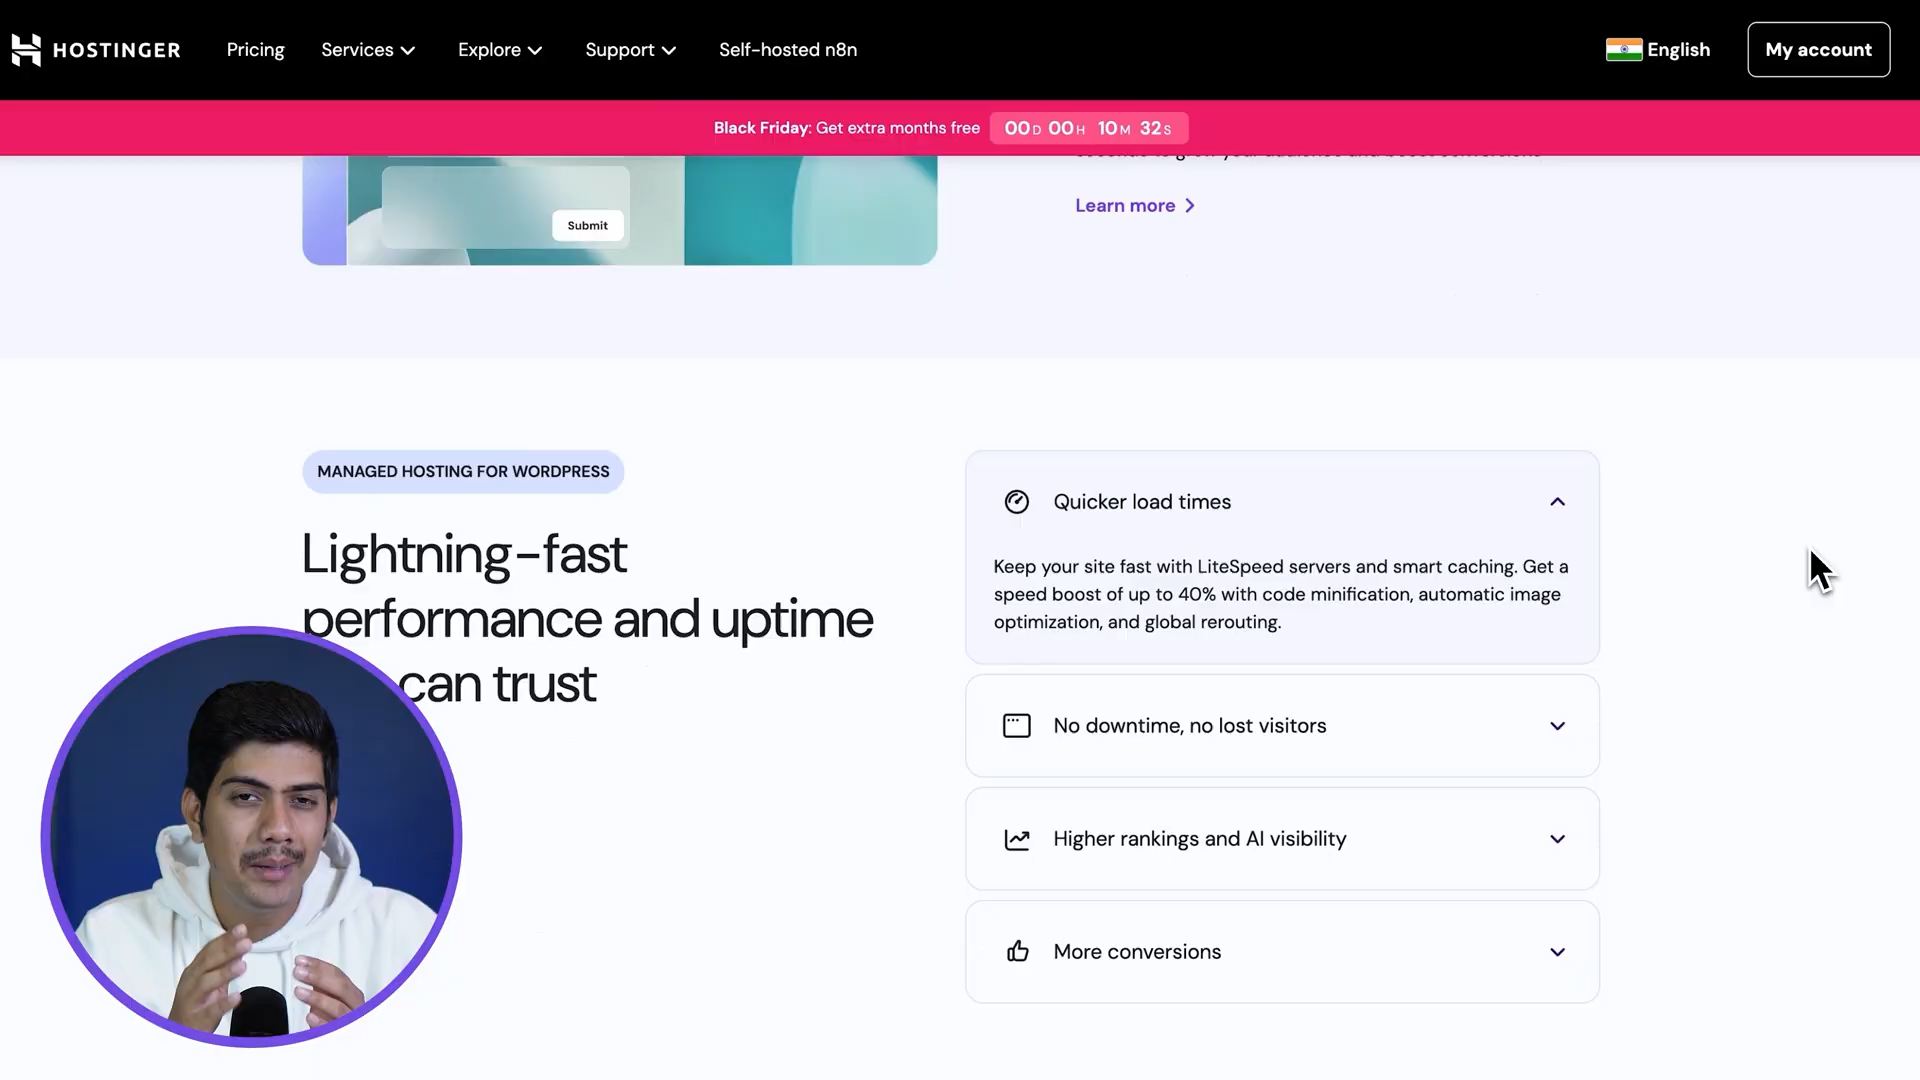 HOSTINGER
Pricing
Services
Explore
Support
Self-hosted n8n
English
My account
Black Friday: Get extra months free 00D 00H 10M 32S
Submit
Learn more
MANAGED HOSTING FOR WORDPRESS
Lightning-fast
performance and uptime
can trust
Quicker load times
Keep your site fast with LiteSpeed servers and smart caching. Get a
speed boost of up to 40% with code minification, automatic image
optimization, and global rerouting.
No downtime, no lost visitors
Higher rankings and AI visibility
More conversions